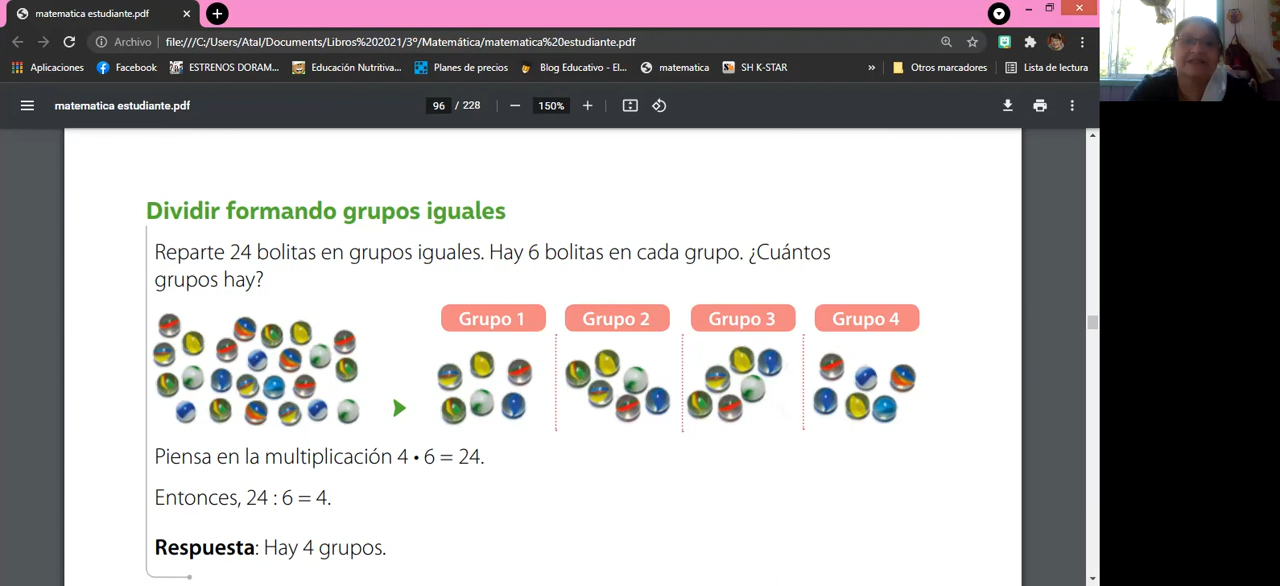 matematica estudiante.pdf
Archivo | file:///C:/Users/Atal/Documents/Libros%202021/3º/Matemática/matematica%20estudiante.pdf
Aplicaciones Facebook ESTRENOS DORAM... Educación Nutritiva... Planes de precios Blog Educativo - El... matematica SH K-STAR » Otros marcadores Lista de lectura
matematica estudiante.pdf 96 / 228 150%
Dividir formando grupos iguales
Reparte 24 bolitas en grupos iguales. Hay 6 bolitas en cada grupo. ¿Cuántos
grupos hay?
Grupo 1 Grupo 2 Grupo 3 Grupo 4
Piensa en la multiplicación 4 • 6 = 24.
Entonces, 24 : 6 = 4.
Respuesta: Hay 4 grupos.